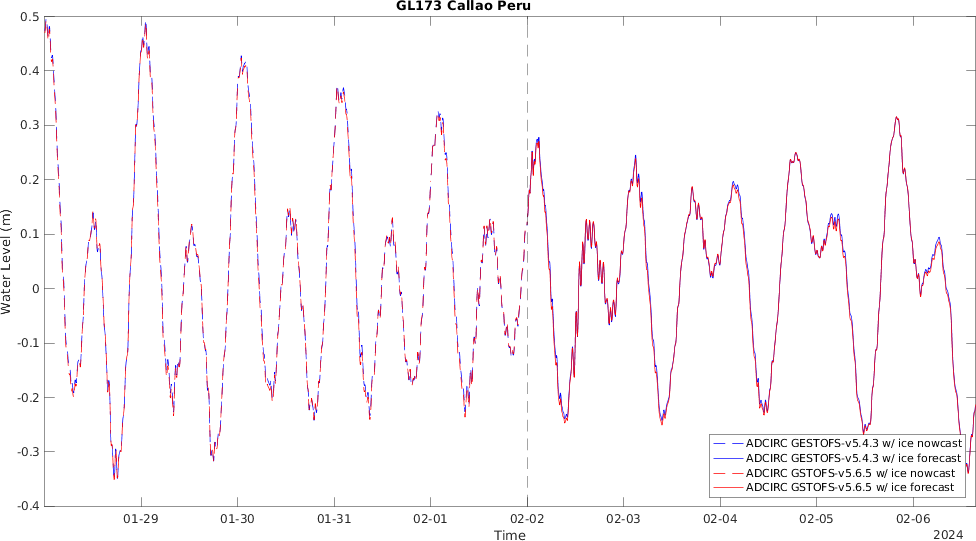 GL173 Callao Peru
0.5
0.4
0.3
0.2
0.1
0
-0.1
-0.2
-0.3
-0.4
Water Level (m)
ADCIRC GESTOFS-v5.4.3 w/ ice nowcast
ADCIRC GESTOFS-v5.4.3 w/ ice forecast
ADCIRC GSTOFS-v5.6.5 w/ ice nowcast
ADCIRC GSTOFS-v5.6.5 w/ ice forecast
01-29 01-30 01-31 02-01 02-02 02-03 02-04 02-05 02-06
Time
2024